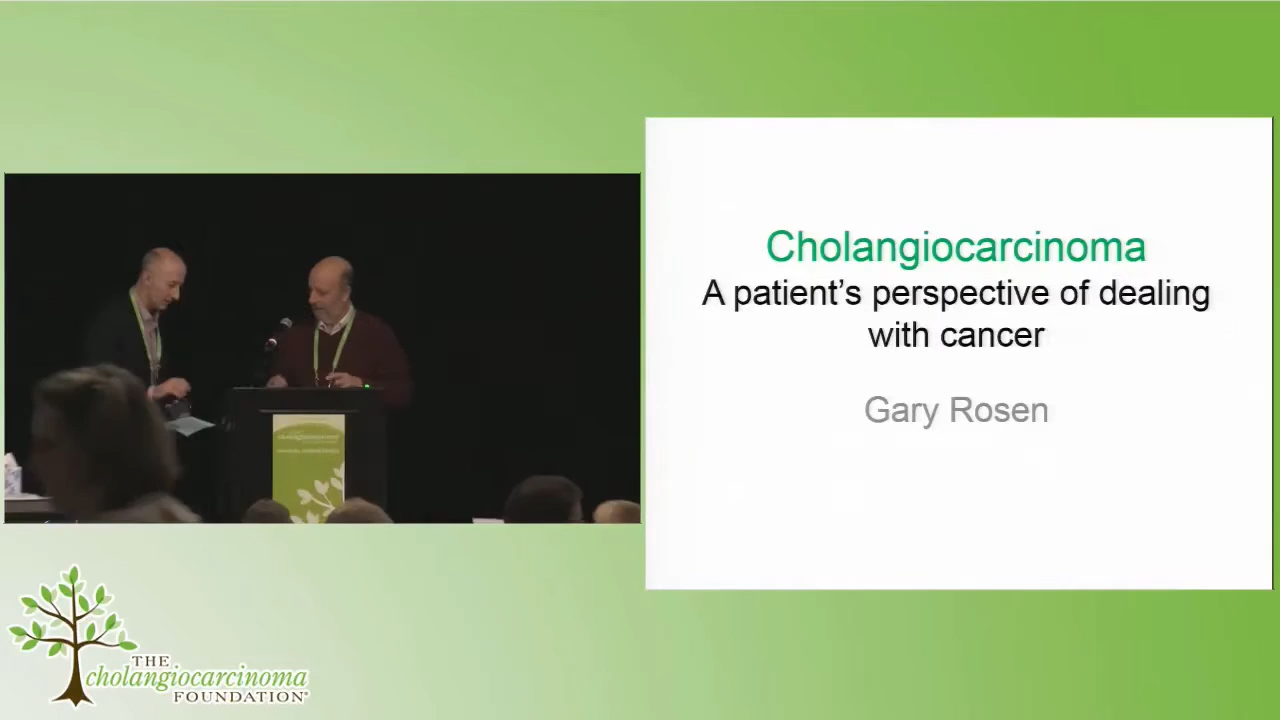 Cholangiocarcinoma
A patient's perspective of dealing
with cancer
Gary Rosen
THE
cholangiocarcinoma
FOUNDATION®